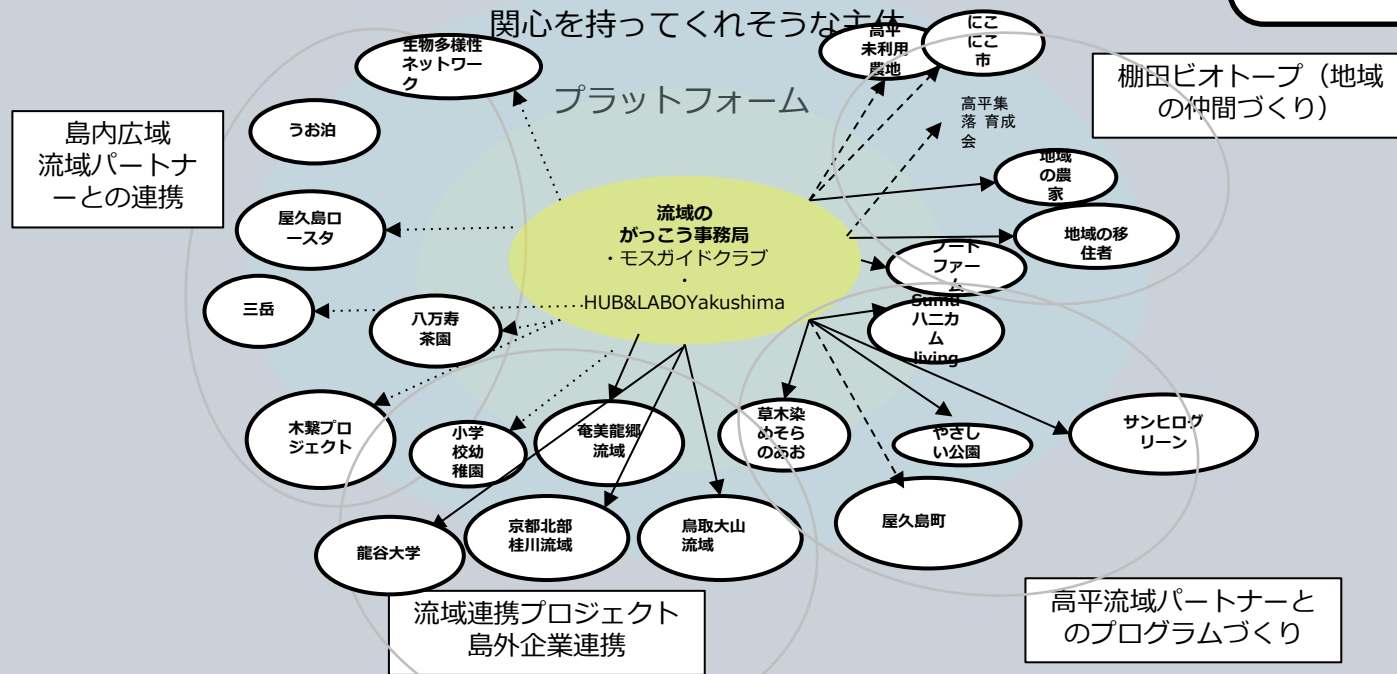 関心を持ってくれそうな主体
プラットフォーム
島内広域
流域パートナ
ーとの連携
生物多様性
ネットワー
ク
うお泊
屋久島ロ
ースタ
三岳
八万寿
茶園
木繋プロ
ジェクト
小学
校幼
稚園
流域の
がっこう事務局
・モスガイドクラブ
・
HUB&LABOYakushima
高平
未利用
農地
にこ
にこ
市
棚田ビオトープ（地域
の仲間づくり）
高平集
落 育成
会
地域
の農
家
地域の移
住者
ノート
ファー
ム
Sumu
ハニカ
ム
living
奄美龍郷
流域
草木染
めそら
のあお
やさし
い公園
サンヒログ
リーン
龍谷大学
京都北部
桂川流域
鳥取大山
流域
屋久島町
流域連携プロジェクト
島外企業連携
高平流域パートナーと
のプログラムづくり